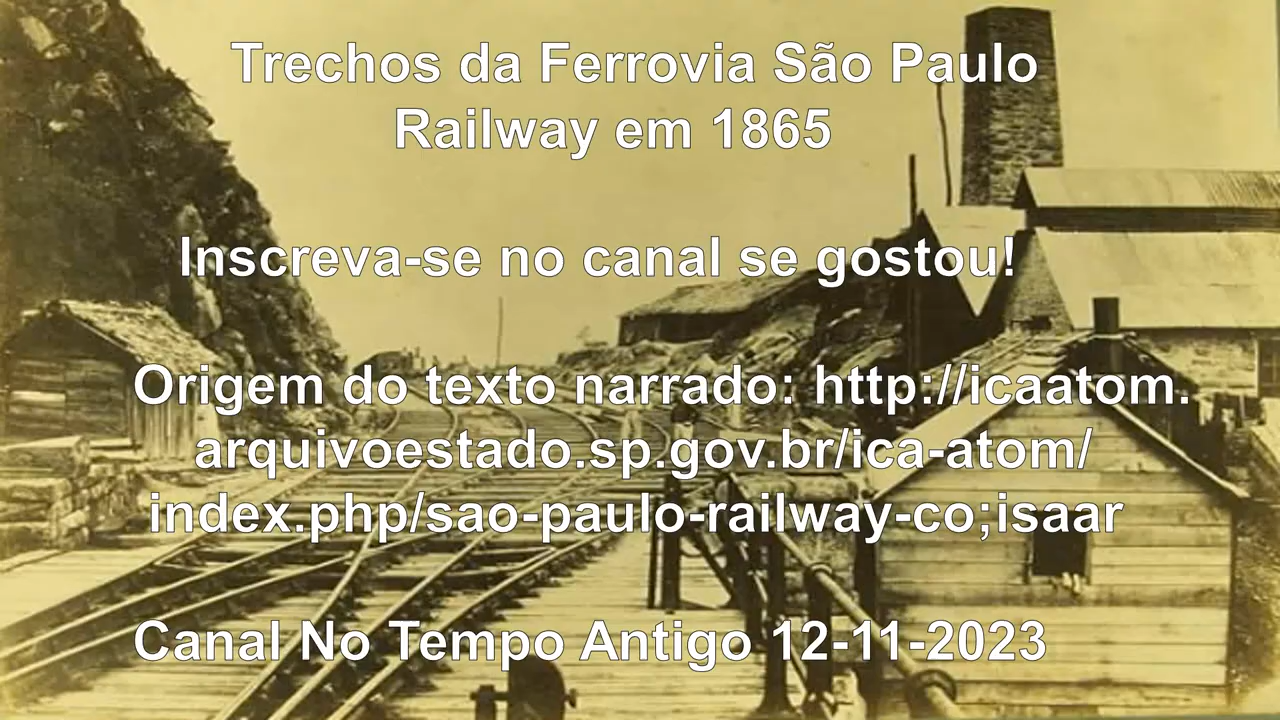 Trechos da Ferrovia São Paulo
Railway em 1865
Inscreva-se no canal se gostou!
Origem do texto narrado: http://icaatom.
arquivoestado.sp.gov.br/ica-atom/
index.php/sao-paulo-railway-co;isaar
Canal No Tempo Antigo 12-11-2023